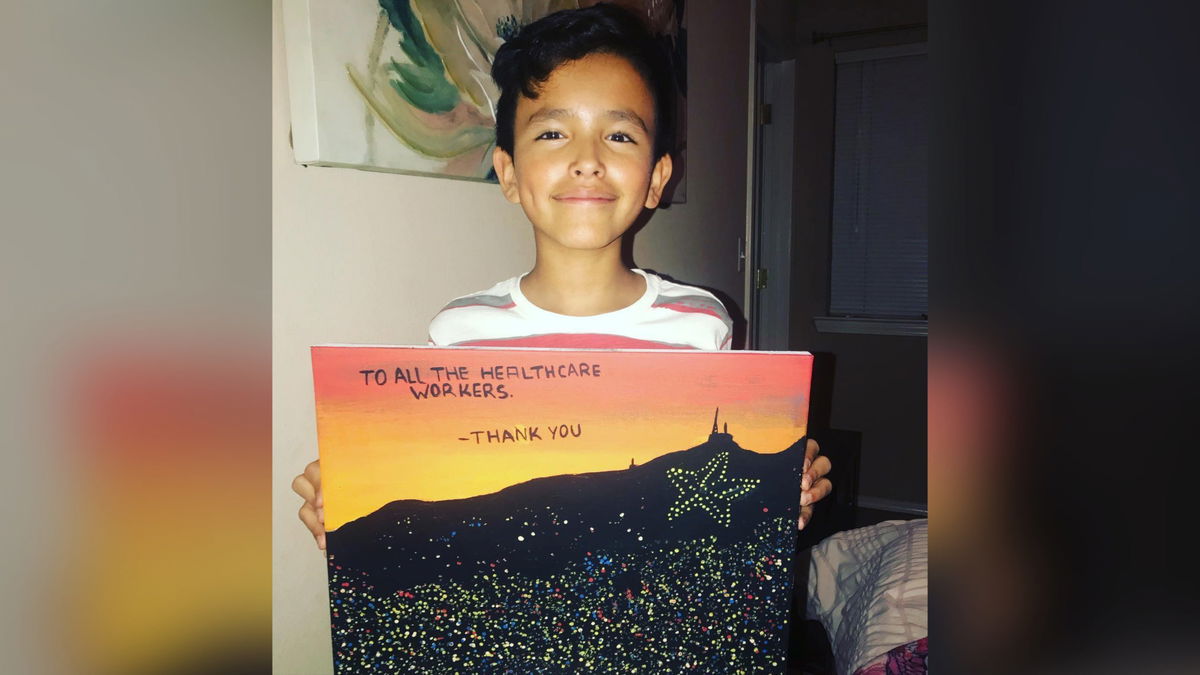 TO ALL THE HEALTHCARE
WORKERS.
-THANK YOU